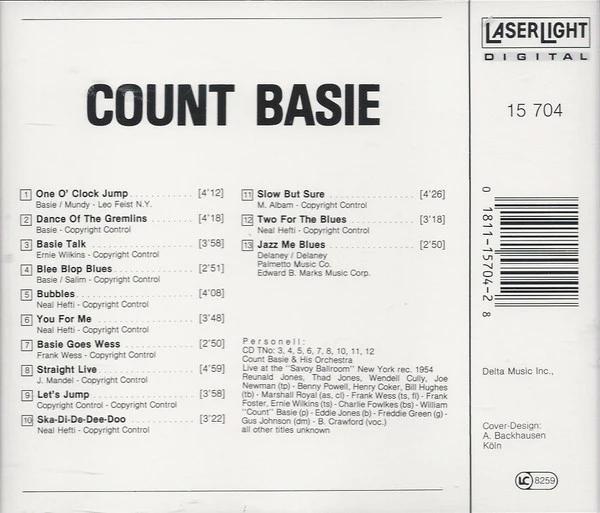 COUNT BASIE
1 One O' Clock Jump [4'12]
Basie / Mundy - Leo Feist N.Y.
2 Dance Of The Gremlins [4'18]
Basie - Copyright Control
3 Basie Talk [3'58]
Ernie Wilkins - Copyright Control
4 Blee Blop Blues [2'51]
Basie / Salim - Copyright Control
5 Bubbles [4'08]
Neal Hefti - Copyright Control
6 You For Me [3'48]
Neal Hefti - Copyright Control
7 Basie Goes Wess [2'50]
Frank Wess - Copyright Control
8 Straight Live [4'59]
J. Mandel - Copyright Control
9 Let's Jump [3'58]
Copyright Control - Copyright Control
10 Ska-Di-De-Dee-Doo [3'22]
Neal Hefti - Copyright Control
11 Slow But Sure [4'26]
M. Albam - Copyright Control
12 Two For The Blues [3'18]
Neal Hefti - Copyright Control
13 Jazz Me Blues [2'50]
Delaney / Delaney
Palmetto Music Co.
Edward B. Marks Music Corp.
Personell:
CD TNo: 3, 4, 5, 6, 7, 8, 10, 11, 12
Count Basie & His Orchestra
Live at the "Savoy Ballroom" New York rec. 1954
Reunald Jones, Thad Jones, Wendell Cully, Joe
Newman (tp) - Benny Powell, Henry Coker, Bill Hughes
(tb) - Marshall Royal (as, cl) - Frank Wess (ts, fl) - Frank
Foster, Ernie Wilkins (ts) - Charlie Fowlkes (bs) - William
"Count" Basie (p) - Eddie Jones (b) - Freddie Green (g) -
Gus Johnson (dm) - B. Crawford (voc.)
all other titles unknown
LASERLIGHT
DIGITAL
15 704
0 1811-15704-2 8
Delta Music Inc.,
Cover-Design:
A. Backhausen
Köln
LC 8259